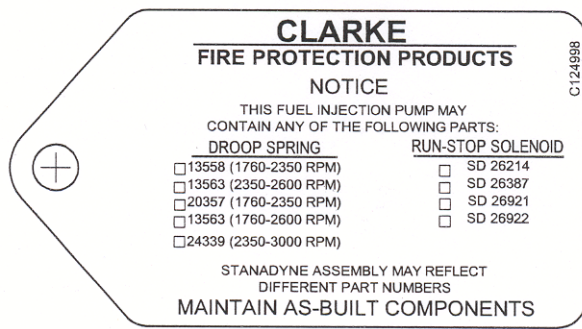 CLARKE
FIRE PROTECTION PRODUCTS
C124998
NOTICE
THIS FUEL INJECTION PUMP MAY
CONTAIN ANY OF THE FOLLOWING PARTS:
DROOP SPRING
13558 (1760-2350 RPM)
13563 (2350-2600 RPM)
20357 (1760-2350 RPM)
13563 (1760-2600 RPM)
24339 (2350-3000 RPM)
RUN-STOP SOLENOID
SD 26214
SD 26387
SD 26921
SD 26922
STANADYNE ASSEMBLY MAY REFLECT
DIFFERENT PART NUMBERS
MAINTAIN AS-BUILT COMPONENTS